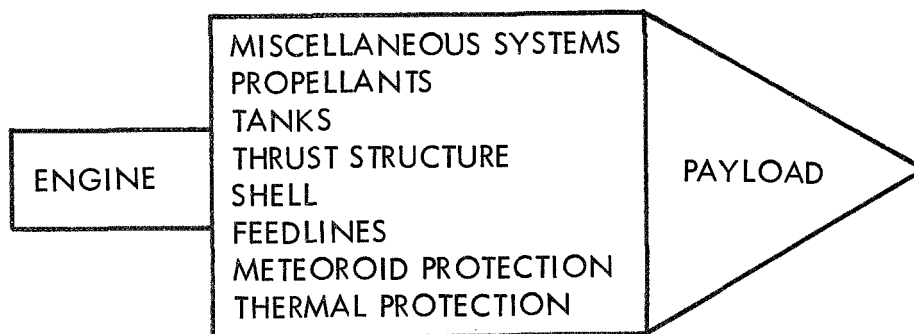 ENGINE
MISCELLANEOUS SYSTEMS
PROPELLANTS
TANKS
THRUST STRUCTURE
SHELL
FEEDLINES
METEOROID PROTECTION
THERMAL PROTECTION
PAYLOAD